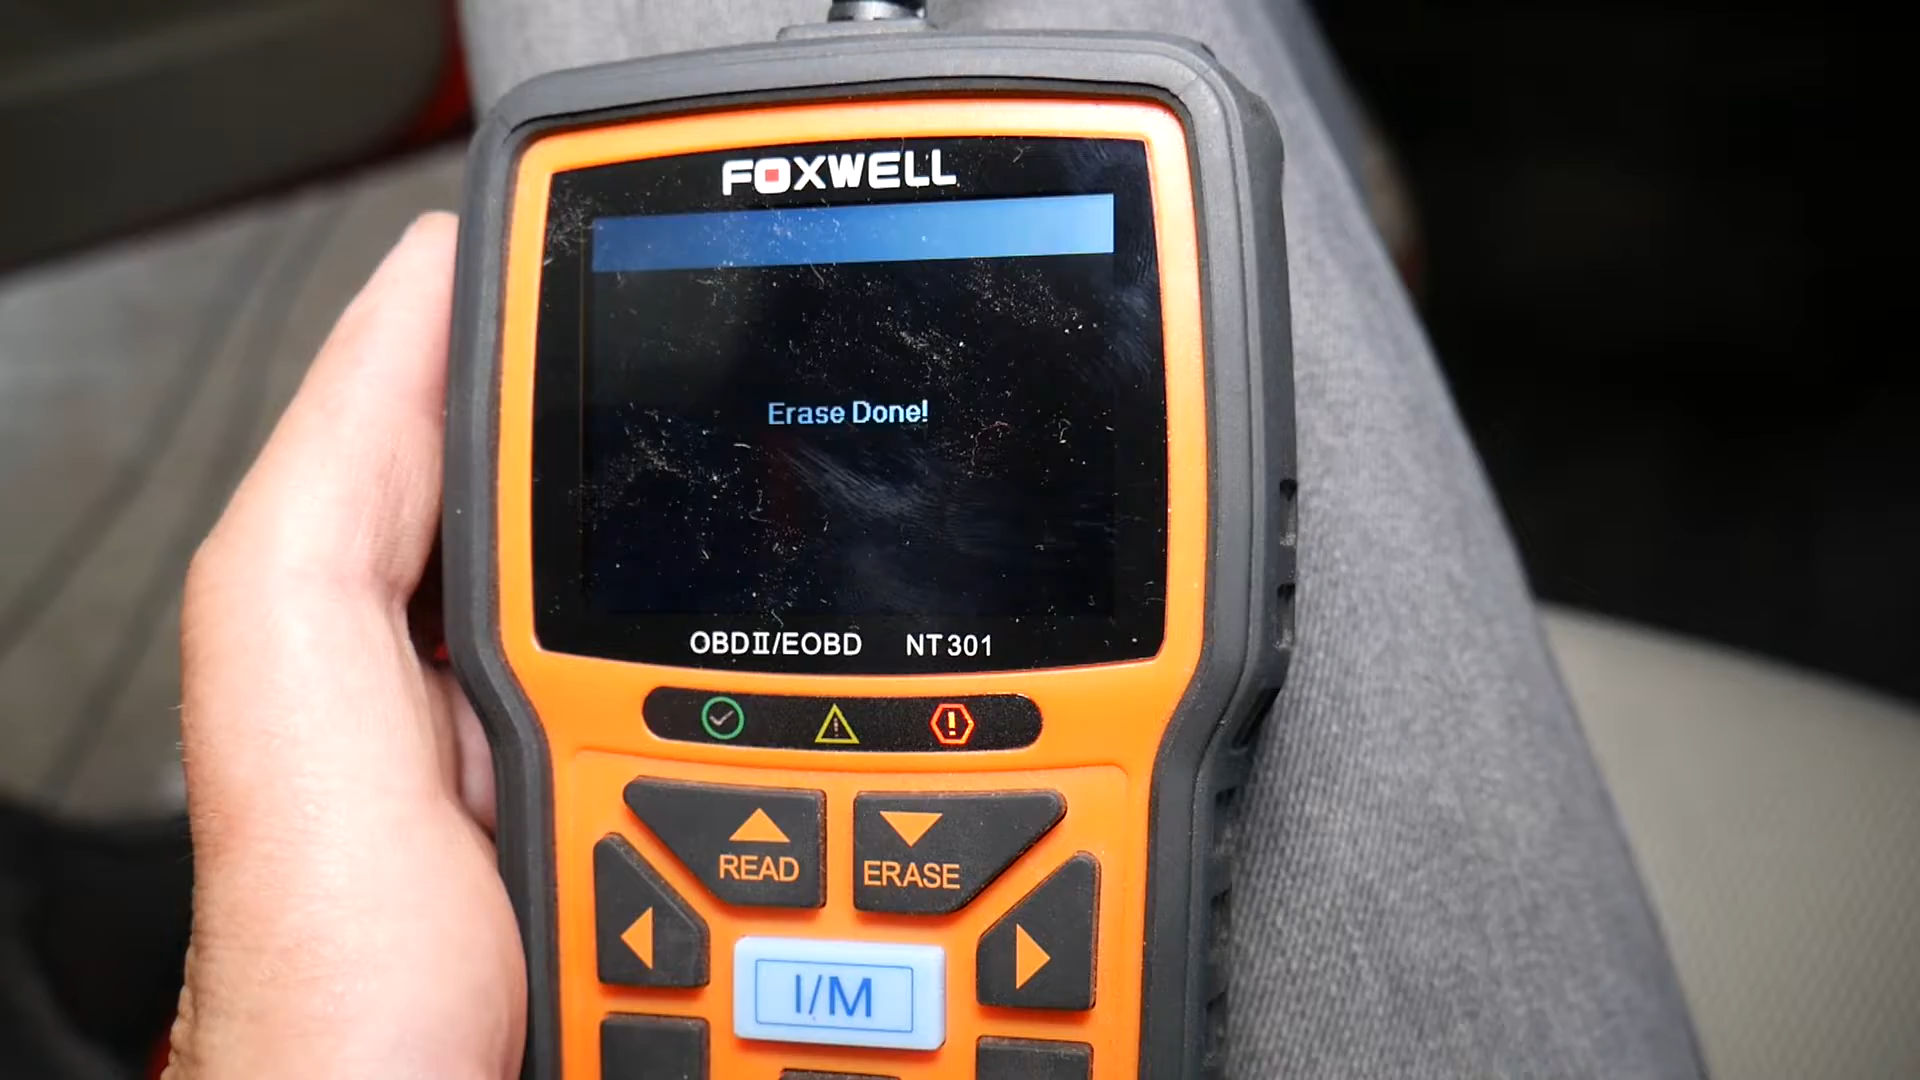 FOXWELL
Erase Done!
OBDII/EOBD NT301
READ
ERASE
I/M